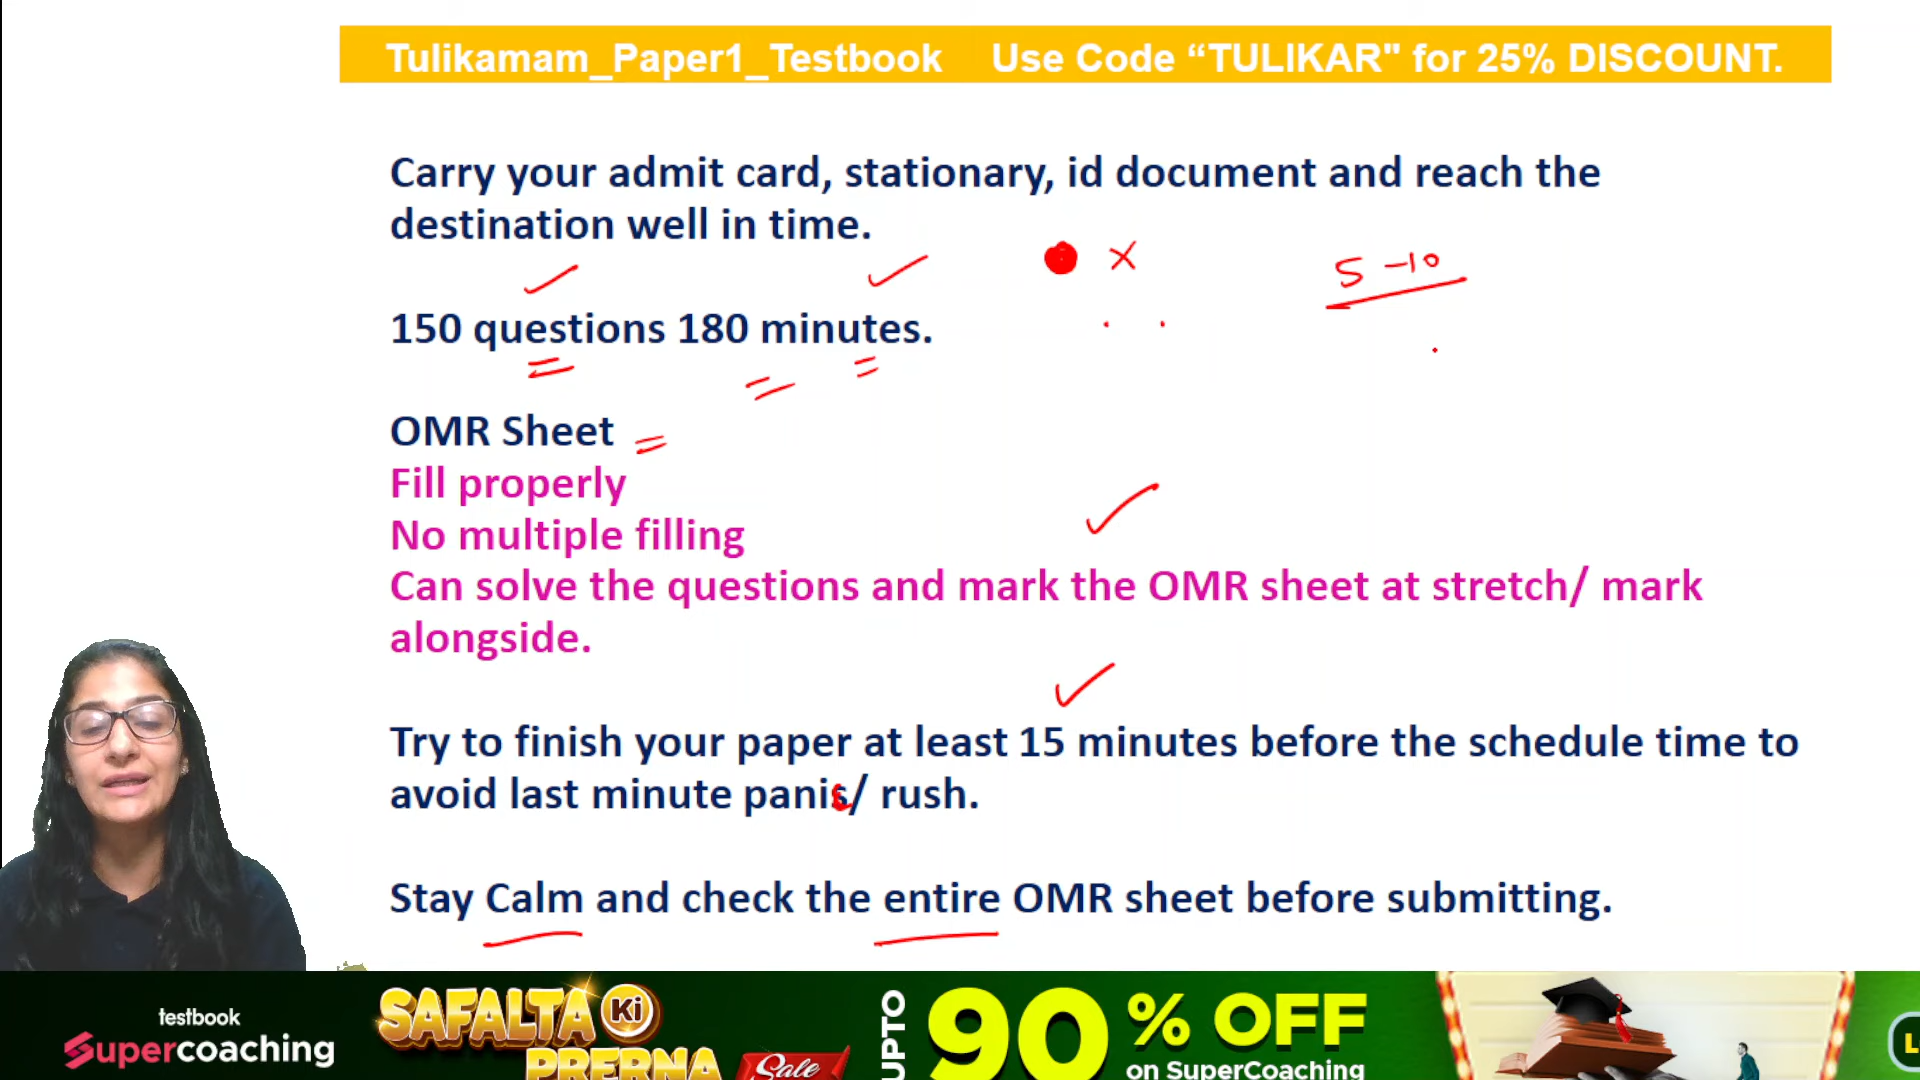 Tulikamam_Paper1_Testbook Use Code “TULIKAR" for 25% DISCOUNT.
Carry your admit card, stationary, id document and reach the
destination well in time.
X
5 -10
150 questions 180 minutes.
OMR Sheet
Fill properly
No multiple filling
Can solve the questions and mark the OMR sheet at stretch/ mark
alongside.
Try to finish your paper at least 15 minutes before the schedule time to
avoid last minute panic/ rush.
Stay Calm and check the entire OMR sheet before submitting.
testbook
Supercoaching
SAFALTA Ki
PRERNA
Sale
UPTO
90 % OFF
on SuperCoaching
L